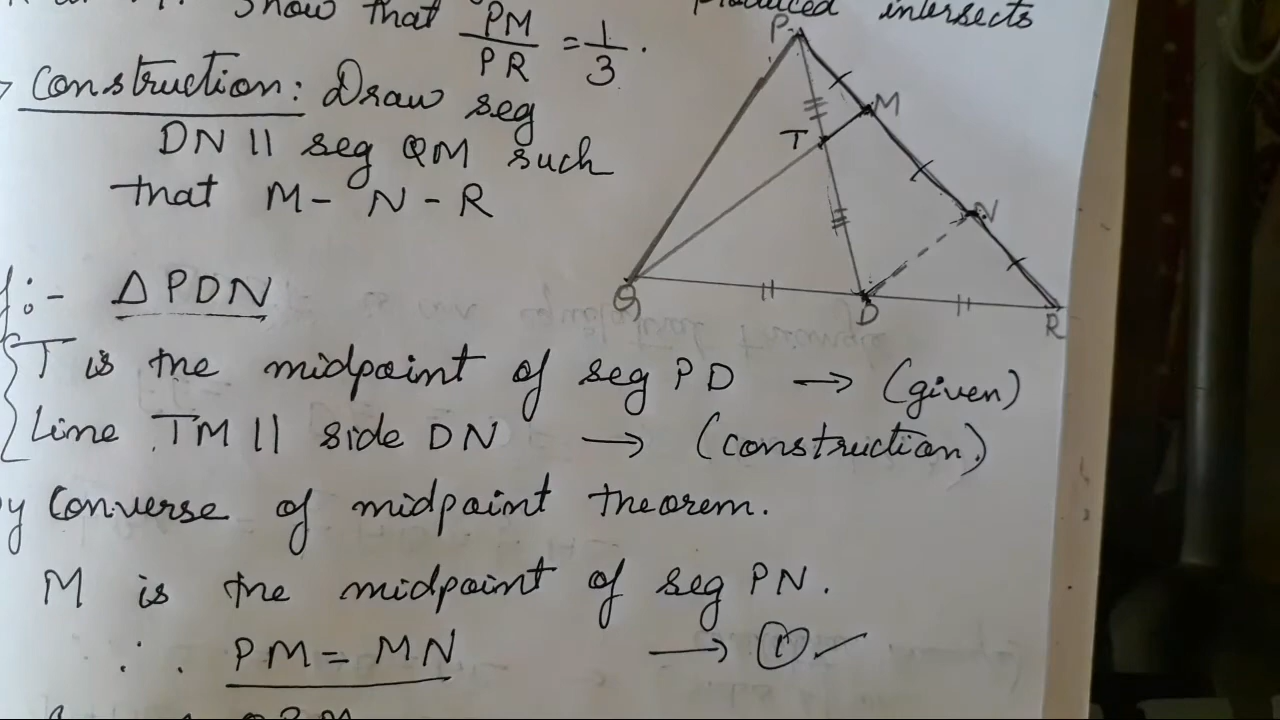 Show that PM/PR = 1/3.
Produced intersects
Construction: Draw seg
DN || seg QM such
that M - N - R
P
M
T
N
Q
D
R
:- Δ PDN
T is the midpoint of seg PD → (given)
Line TM || side DN → (construction)
By converse of midpoint theorem.
M is the midpoint of seg PN.
∴ PM = MN → ①